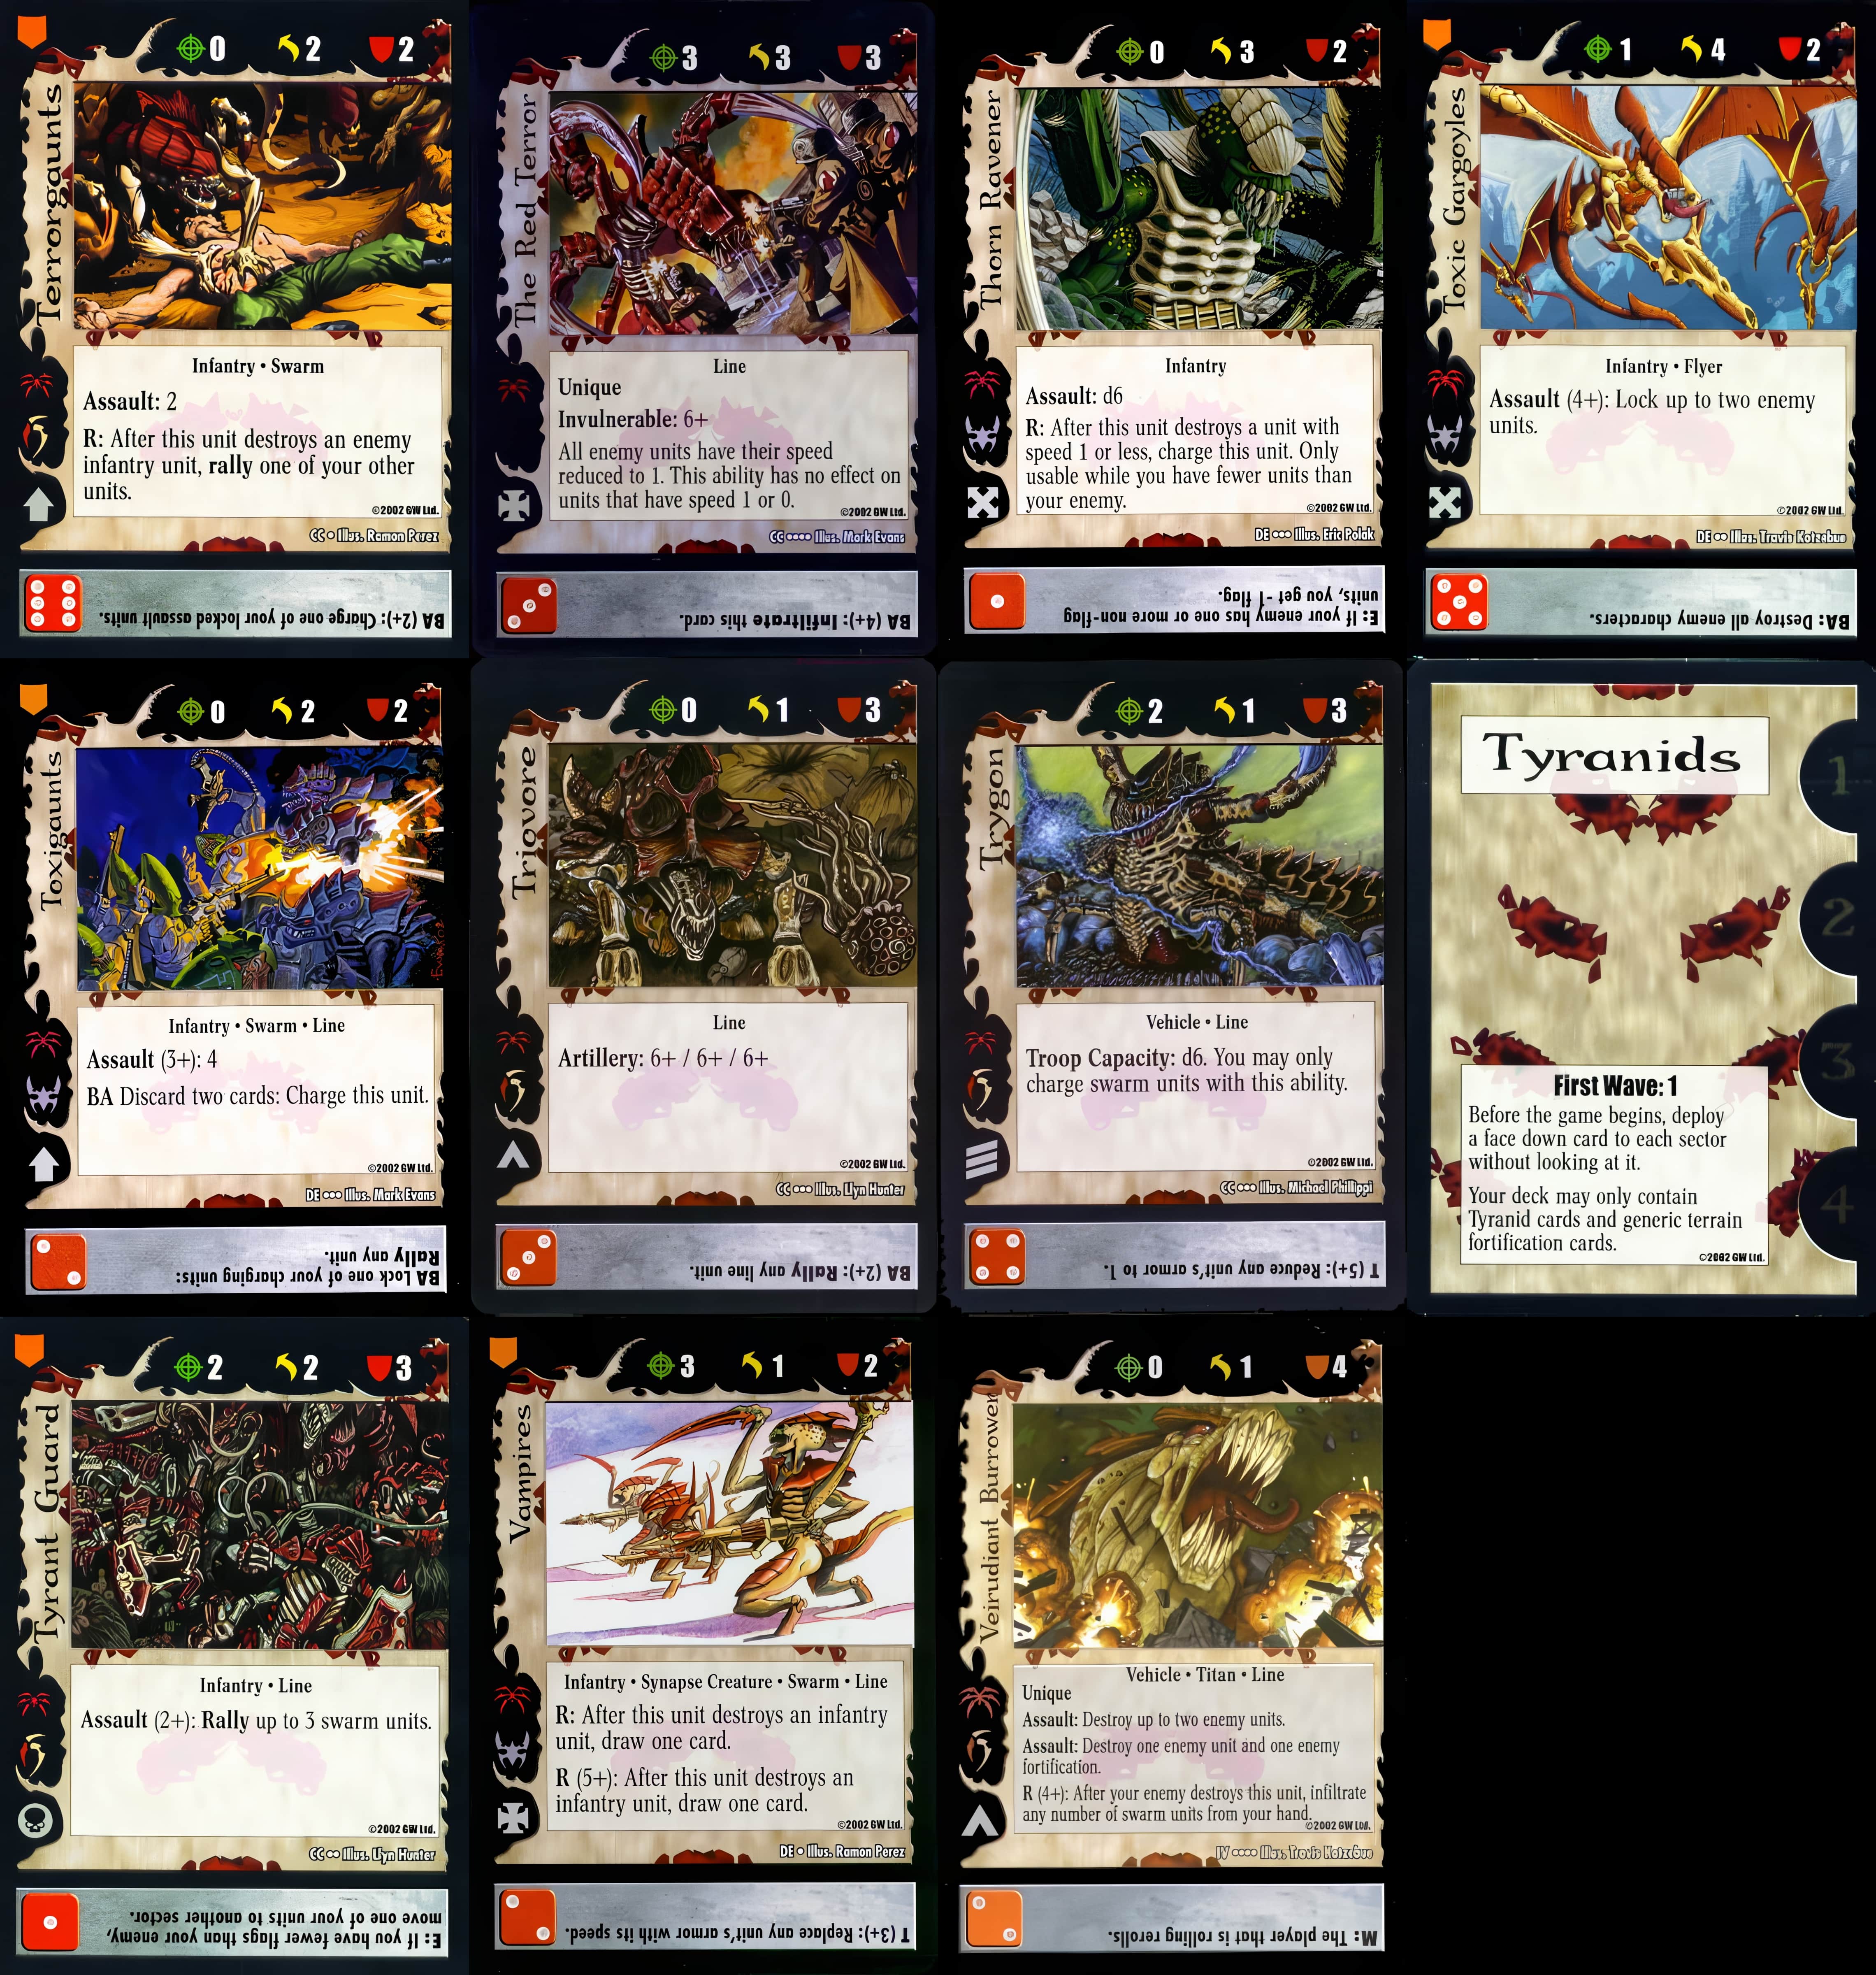 0 2 2
Terrorgaunts
Infantry • Swarm
Assault: 2
R: After this unit destroys an enemy
infantry unit, rally one of your other
units.
©2002 GW Ltd.
CC • Illus. Ramon Perez
BA (2+): Charge one of your locked assault units.
3 3 3
The Red Terror
Line
Unique
Invulnerable: 6+
All enemy units have their speed
reduced to 1. This ability has no effect on
units that have speed 1 or 0.
©2002 GW Ltd.
CC •••• Illus. Mark Evans
BA (4+): Infiltrate this card.
0 3 2
Thorn Ravener
Infantry
Assault: d6
R: After this unit destroys a unit with
speed 1 or less, charge this unit. Only
usable while you have fewer units than
your enemy.
©2002 GW Ltd.
DE ••• Illus. Eric Polak
E: If your enemy has one or more non-flag
units, you get -1 flag.
1 4 2
Toxic Gargoyles
Infantry • Flyer
Assault (4+): Lock up to two enemy
units.
©2002 GW Ltd.
DE •• Illus. Travis Kotzebue
BA: Destroy all enemy characters.
0 2 2
Toxigaunts
Infantry • Swarm • Line
Assault (3+): 4
BA Discard two cards: Charge this unit.
©2002 GW Ltd.
DE ••• Illus. Mark Evans
BA Lock one of your charging units:
Rally any unit.
0 1 3
Triovore
Line
Artillery: 6+ / 6+ / 6+
©2002 GW Ltd.
CC ••• Illus. Llyn Hunter
BA (2+): Rally any line unit.
2 1 3
Trygon
Vehicle • Line
Troop Capacity: d6. You may only
charge swarm units with this ability.
©2002 GW Ltd.
CC ••• Illus. Michael Phillippi
T (5+): Reduce any unit's armor to 1.
Tyranids
1
2
3
4
First Wave: 1
Before the game begins, deploy
a face down card to each sector
without looking at it.
Your deck may only contain
Tyranid cards and generic terrain
fortification cards.
©2002 GW Ltd.
2 2 3
Tyrant Guard
Infantry • Line
Assault (2+): Rally up to 3 swarm units.
©2002 GW Ltd.
CC •• Illus. Llyn Hunter
E: If you have fewer flags than your enemy,
move one of your units to another sector.
3 1 2
Vampires
Infantry • Synapse Creature • Swarm • Line
R: After this unit destroys an infantry
unit, draw one card.
R (5+): After this unit destroys an
infantry unit, draw one card.
©2002 GW Ltd.
DE • Illus. Ramon Perez
T (3+): Replace any unit's armor with its speed.
0 1 4
Veirudiant Burrower
Vehicle • Titan • Line
Unique
Assault: Destroy up to two enemy units.
Assault: Destroy one enemy unit and one enemy
fortification.
R (4+): After your enemy destroys this unit, infiltrate
any number of swarm units from your hand.
©2002 GW Ltd.
IV •••• Illus. Travis Kotzebue
M: The player that is rolling rerolls.